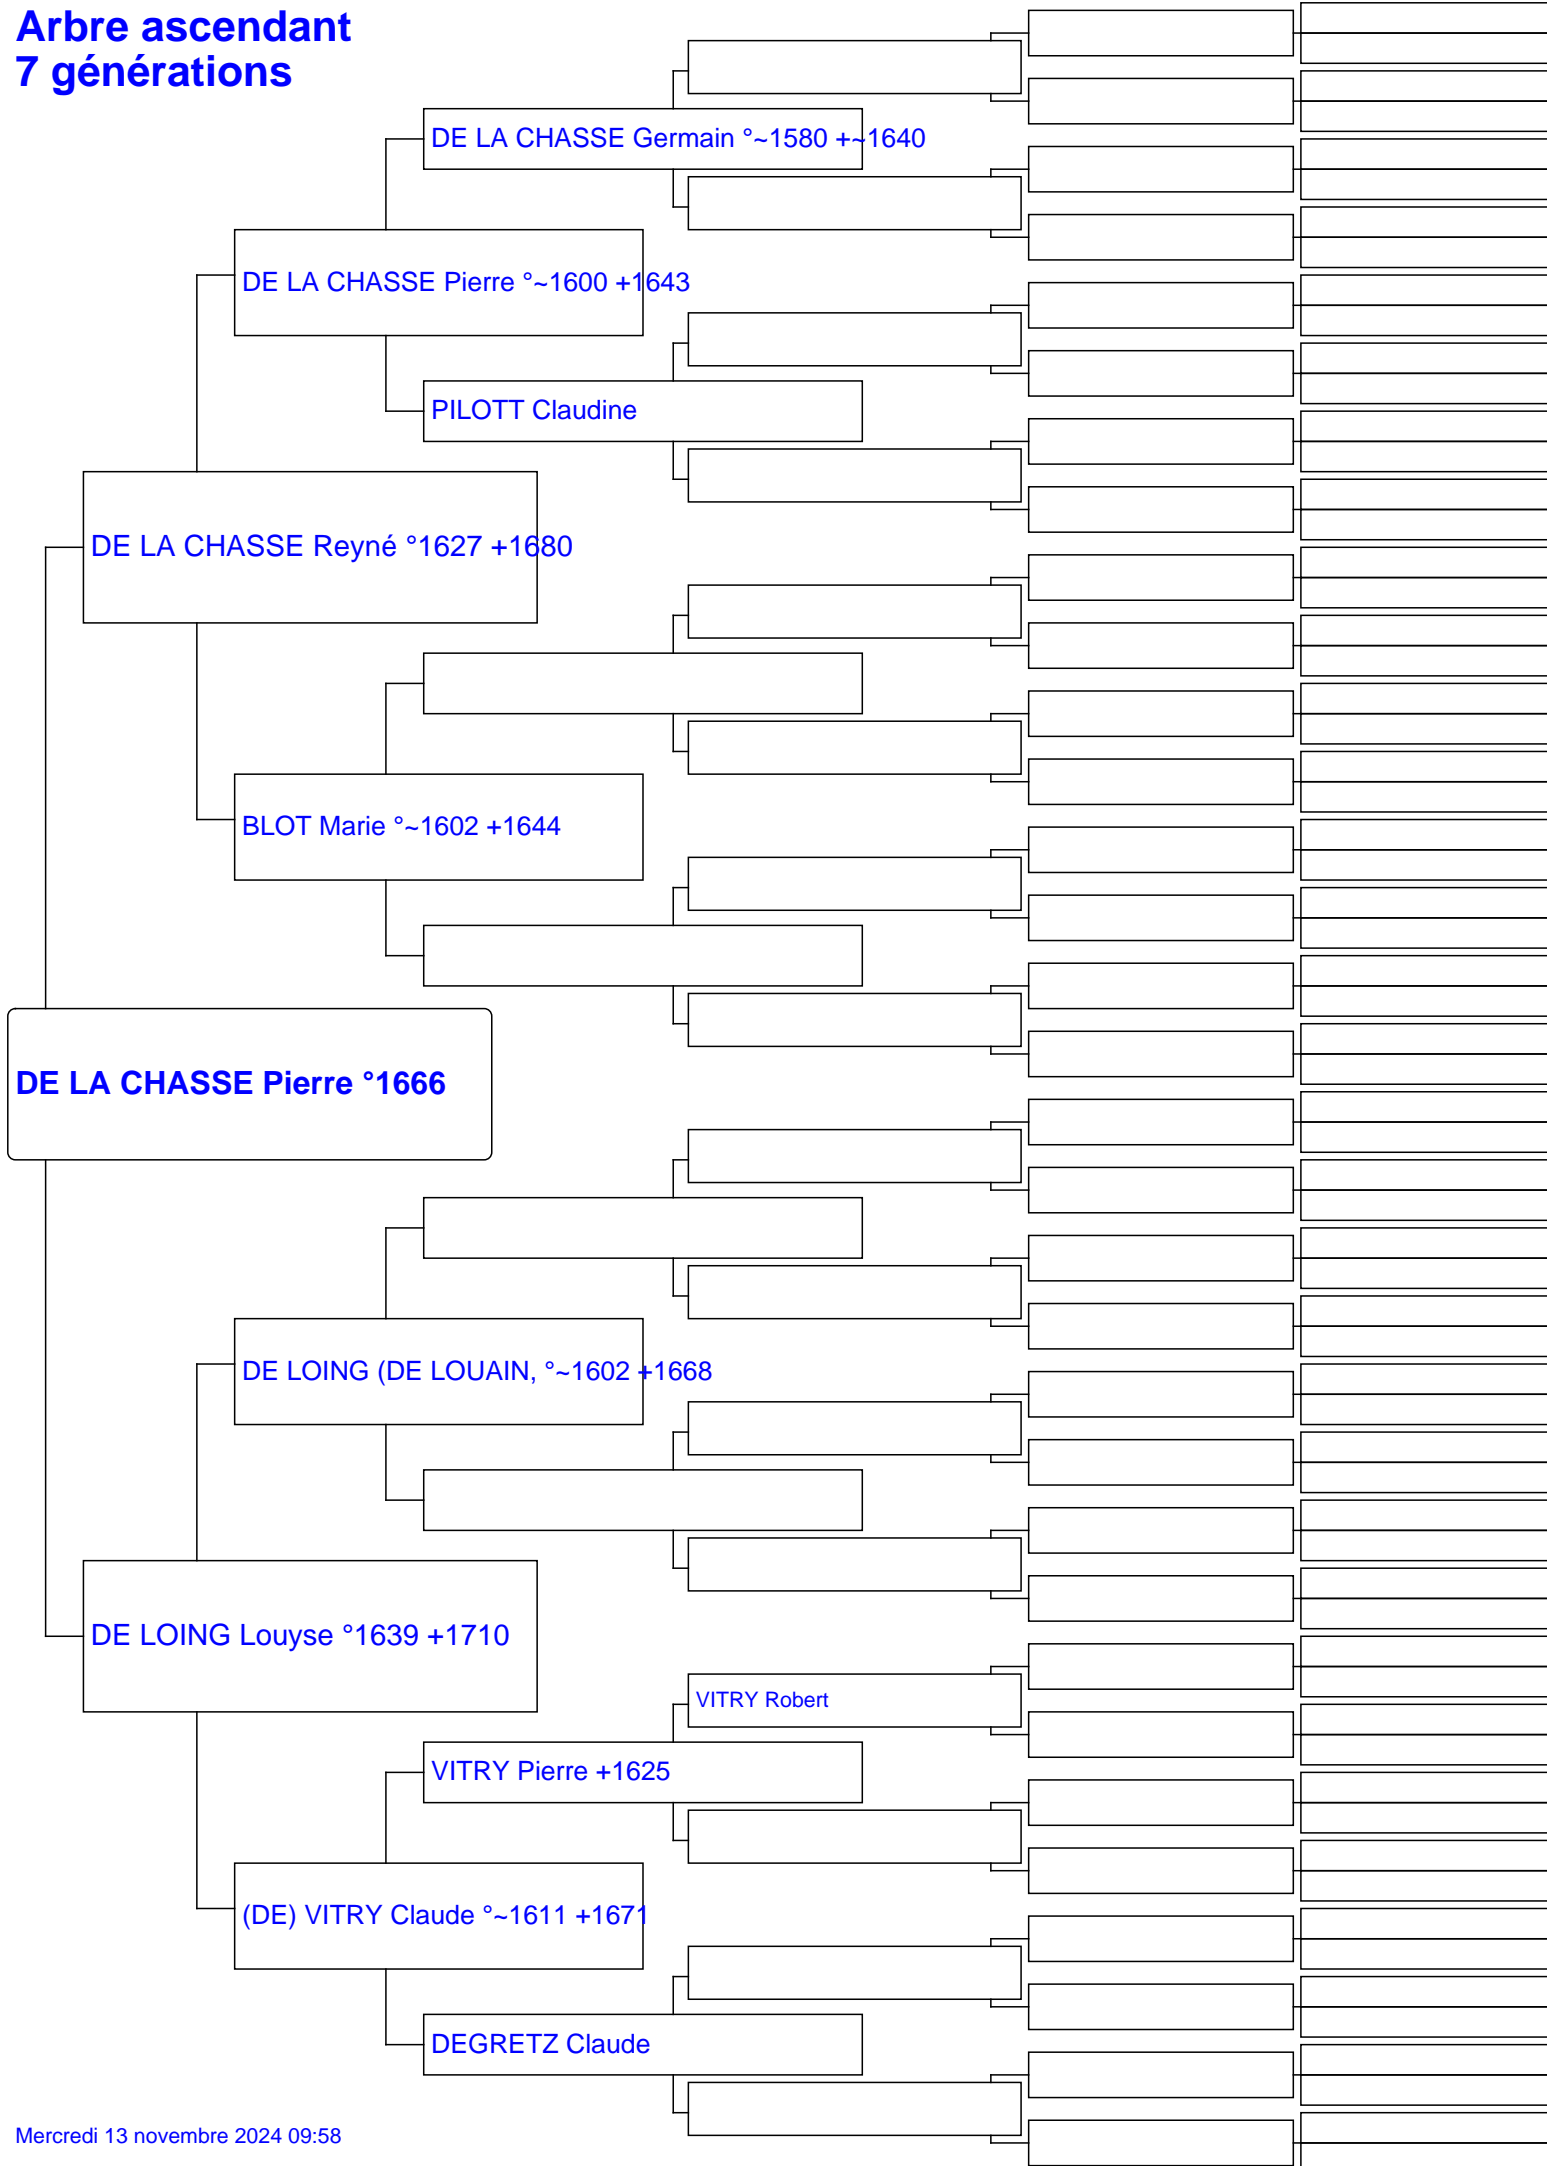 Arbre ascendant
7 générations
DE LA CHASSE Germain °~1580 +~1640
DE LA CHASSE Pierre °~1600 +1643
PILOTT Claudine
DE LA CHASSE Reyné °1627 +1680
BLOT Marie °~1602 +1644
DE LA CHASSE Pierre °1666
DE LOING (DE LOUAIN, °~1602 +1668
DE LOING Louyse °1639 +1710
VITRY Robert
VITRY Pierre +1625
(DE) VITRY Claude °~1611 +1671
DEGRETZ Claude
Mercredi 13 novembre 2024 09:58